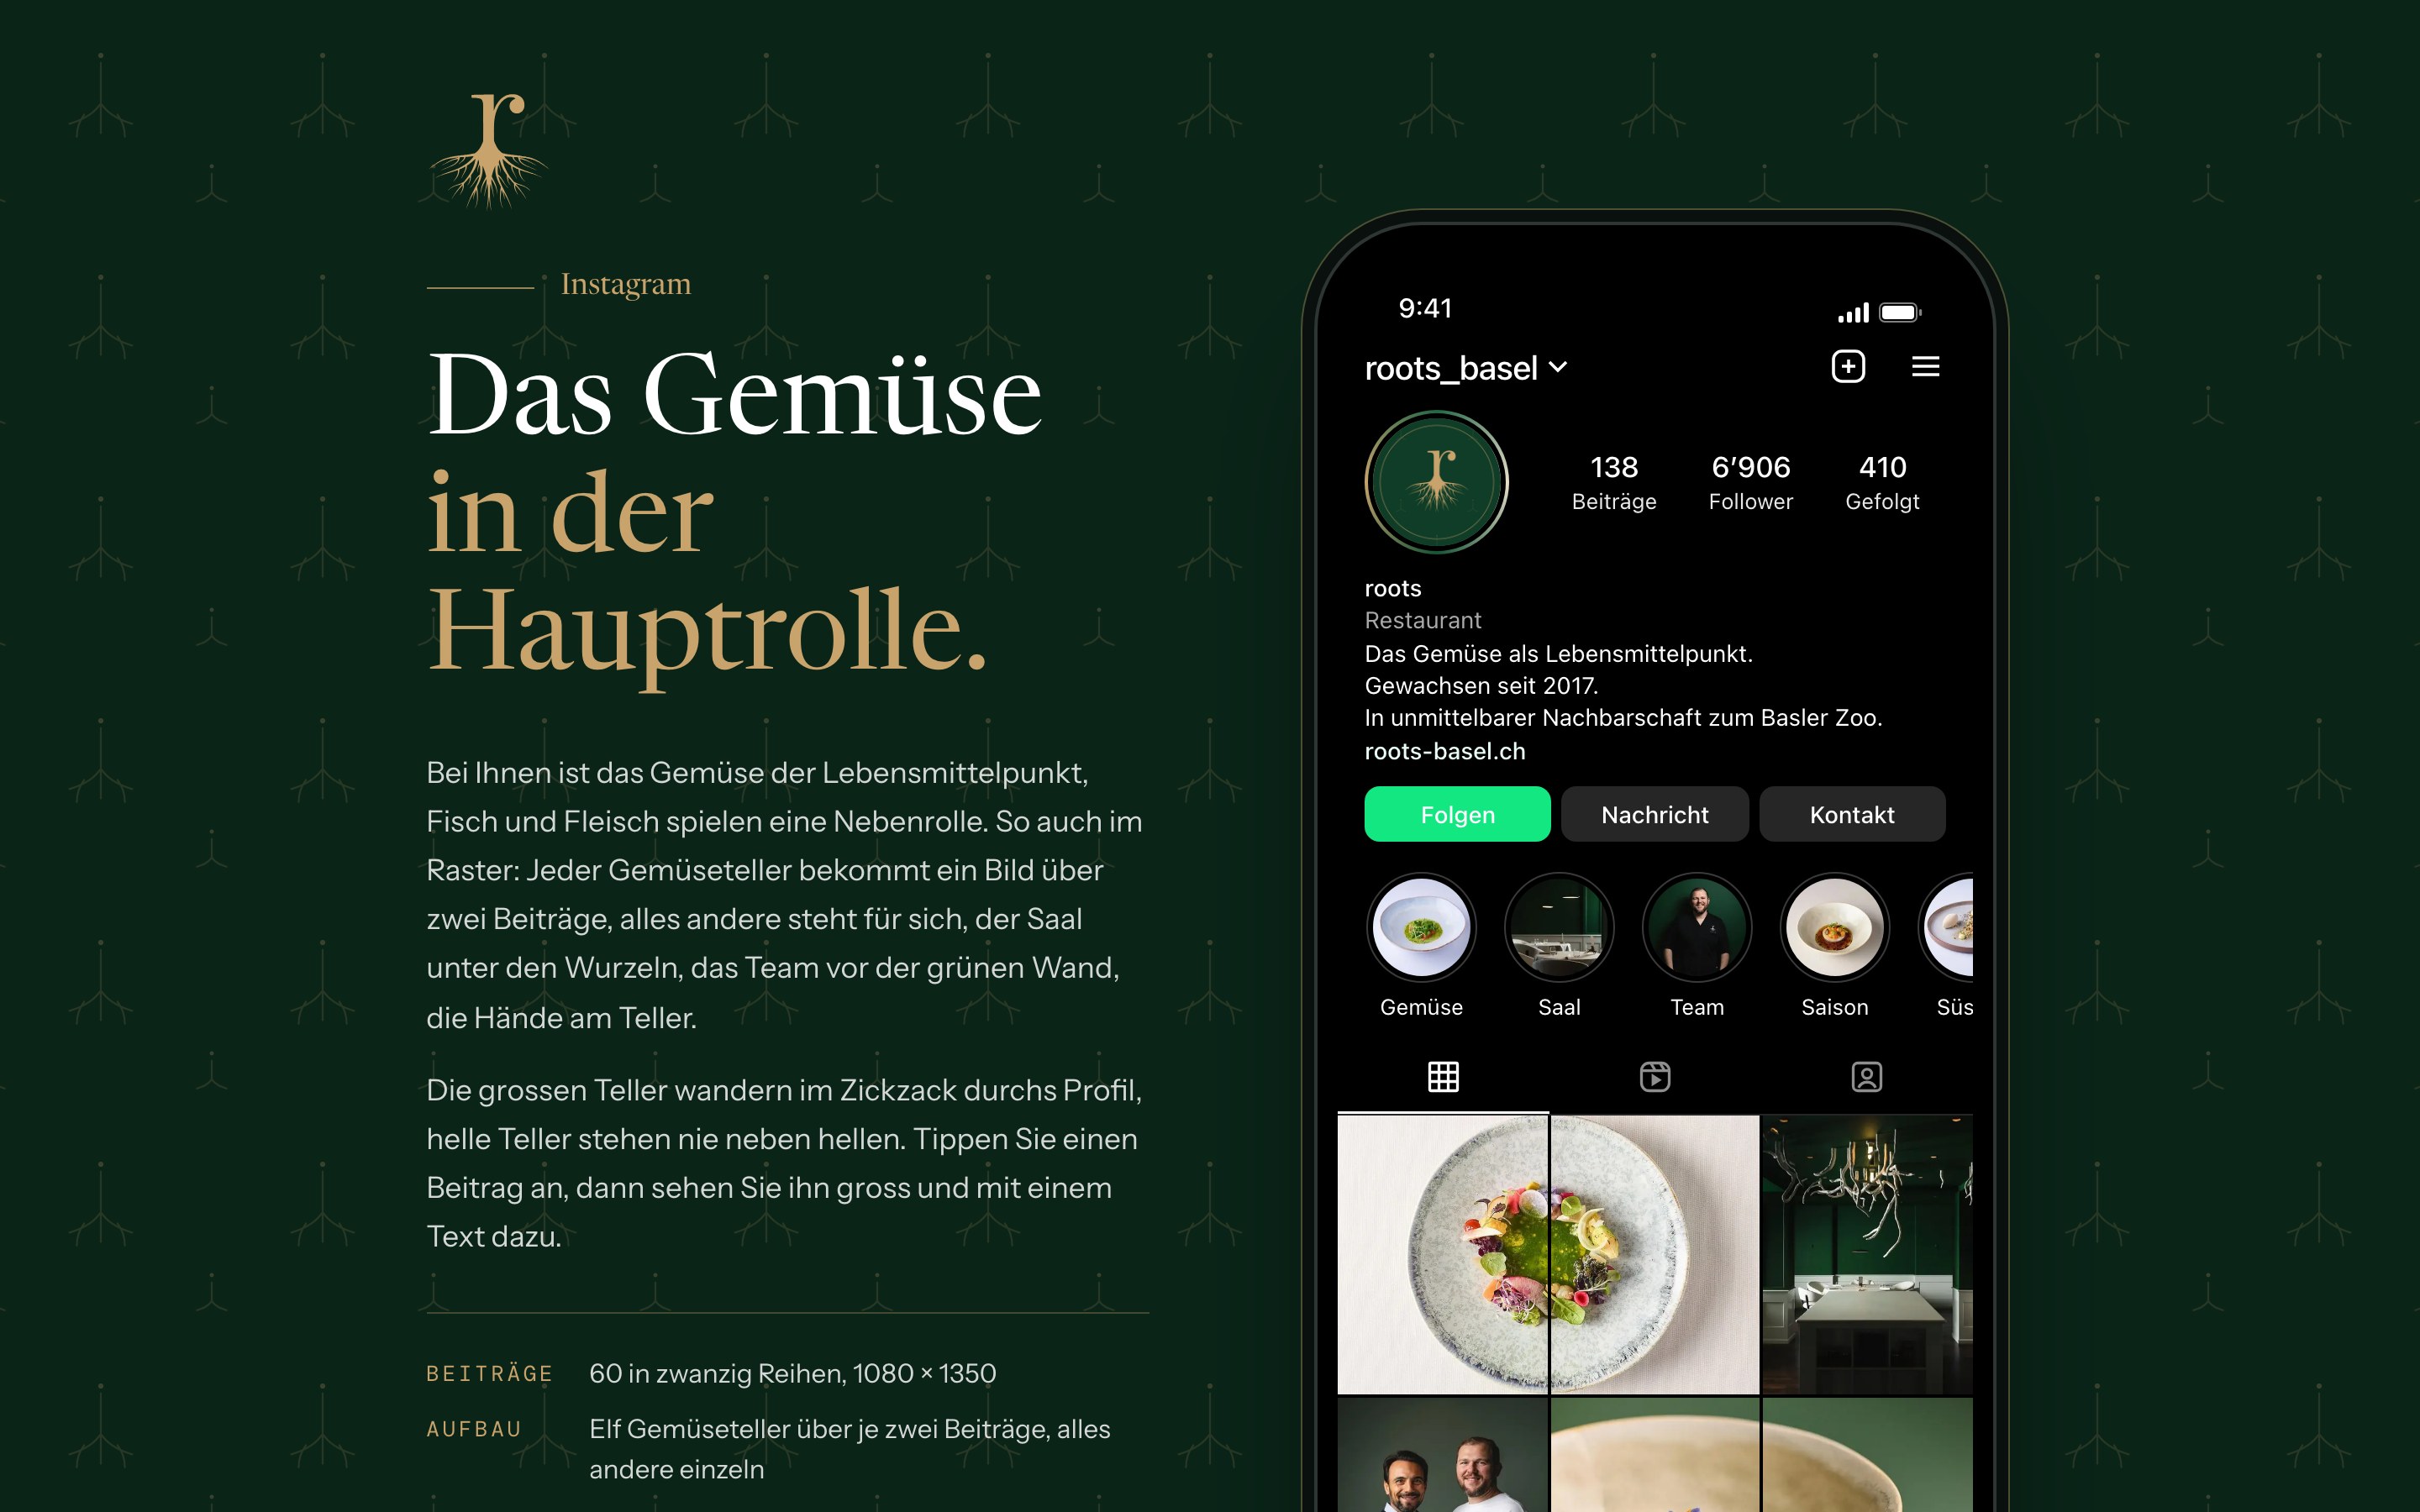 r
Instagram
Das Gemüse
in der
Hauptrolle.
Bei Ihnen ist das Gemüse der Lebensmittelpunkt,
Fisch und Fleisch spielen eine Nebenrolle. So auch im
Raster: Jeder Gemüseteller bekommt ein Bild über
zwei Beiträge, alles andere steht für sich, der Saal
unter den Wurzeln, das Team vor der grünen Wand,
die Hände am Teller.
Die grossen Teller wandern im Zickzack durchs Profil,
helle Teller stehen nie neben hellen. Tippen Sie einen
Beitrag an, dann sehen Sie ihn gross und mit einem
Text dazu.
BEITRÄGE 60 in zwanzig Reihen, 1080 × 1350
AUFBAU Elf Gemüseteller über je zwei Beiträge, alles
andere einzeln
9:41
roots_basel
r
138 6’906 410
Beiträge Follower Gefolgt
roots
Restaurant
Das Gemüse als Lebensmittelpunkt.
Gewachsen seit 2017.
In unmittelbarer Nachbarschaft zum Basler Zoo.
roots-basel.ch
Folgen Nachricht Kontakt
Gemüse Saal Team Saison Süs